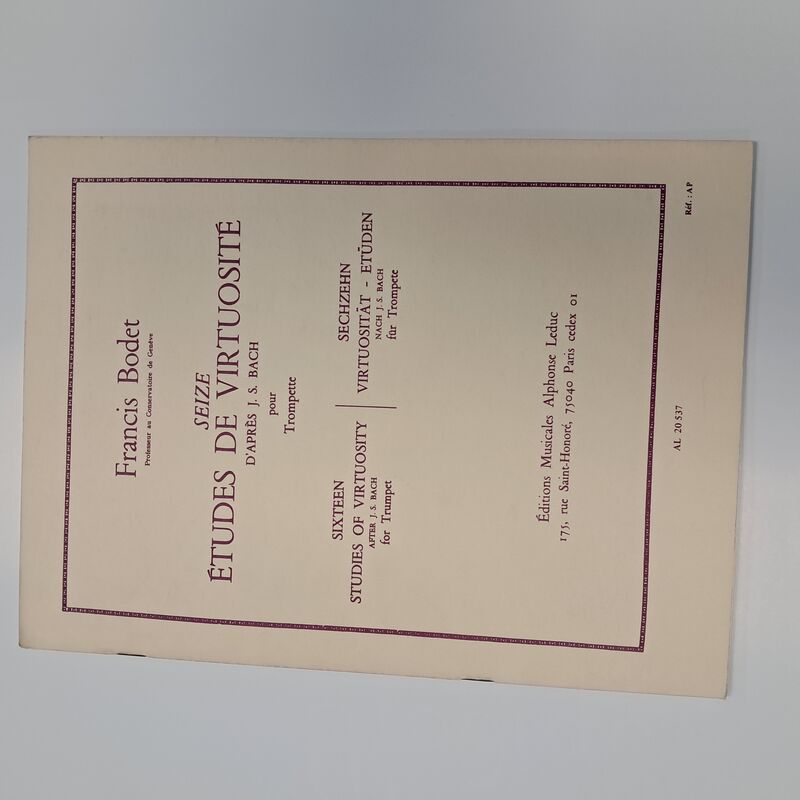 Francis Bodet
Professeur au Conservatoire de Genève
SEIZE
ÉTUDES DE VIRTUOSITÉ
D'APRÈS J. S. BACH
pour
Trompette
SIXTEEN
STUDIES OF VIRTUOSITY
AFTER J. S. BACH
for Trumpet
SECHZEHN
VIRTUOSITÄT - ETÜDEN
NACH J. S. BACH
für Trompete
Éditions Musicales Alphonse Leduc
175, rue Saint-Honoré, 75040 Paris cedex 01
AL 20 537
Réf. : AP